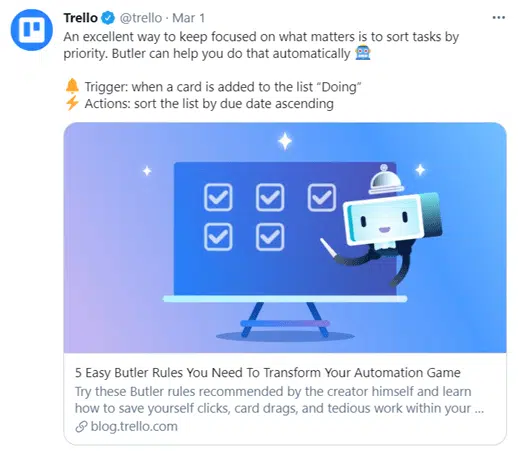 Trello @trello · Mar 1
An excellent way to keep focused on what matters is to sort tasks by
priority. Butler can help you do that automatically 🤖
🔔 Trigger: when a card is added to the list “Doing”
⚡ Actions: sort the list by due date ascending
5 Easy Butler Rules You Need To Transform Your Automation Game
Try these Butler rules recommended by the creator himself and learn
how to save yourself clicks, card drags, and tedious work within your ...
blog.trello.com